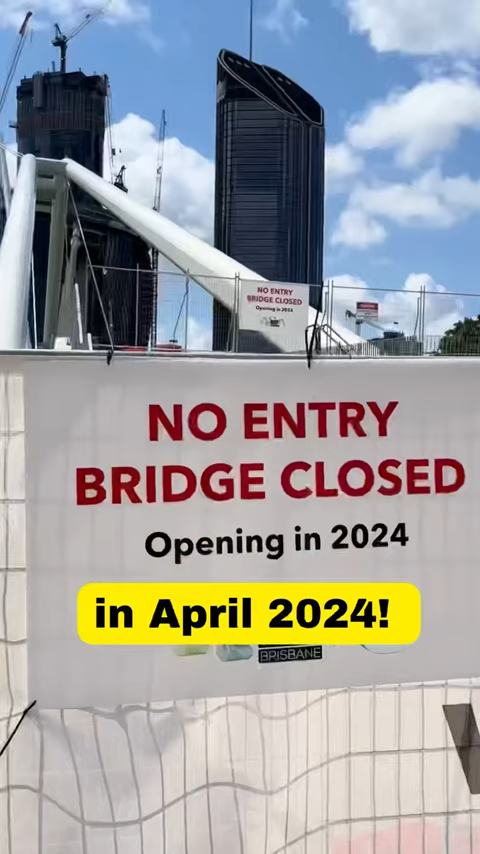 NO ENTRY
BRIDGE CLOSED
Opening in 2024
NO ENTRY
BRIDGE CLOSED
Opening in 2024
in April 2024!
BRISBANE